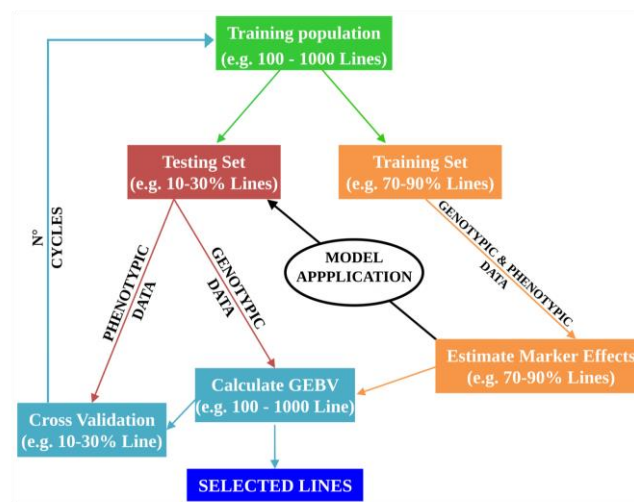 Training population
(e.g. 100 - 1000 Lines)
Testing Set
(e.g. 10-30% Lines)
Training Set
(e.g. 70-90% Lines)
N°
CYCLES
PHENOTYPIC
DATA
GENOTYPIC
DATA
MODEL
APPPLICATION
GENOTYPIC & PHENOTYPIC
DATA
Estimate Marker Effects
(e.g. 70-90% Lines)
Calculate GEBV
(e.g. 100 - 1000 Line)
Cross Validation
(e.g. 10-30% Line)
SELECTED LINES